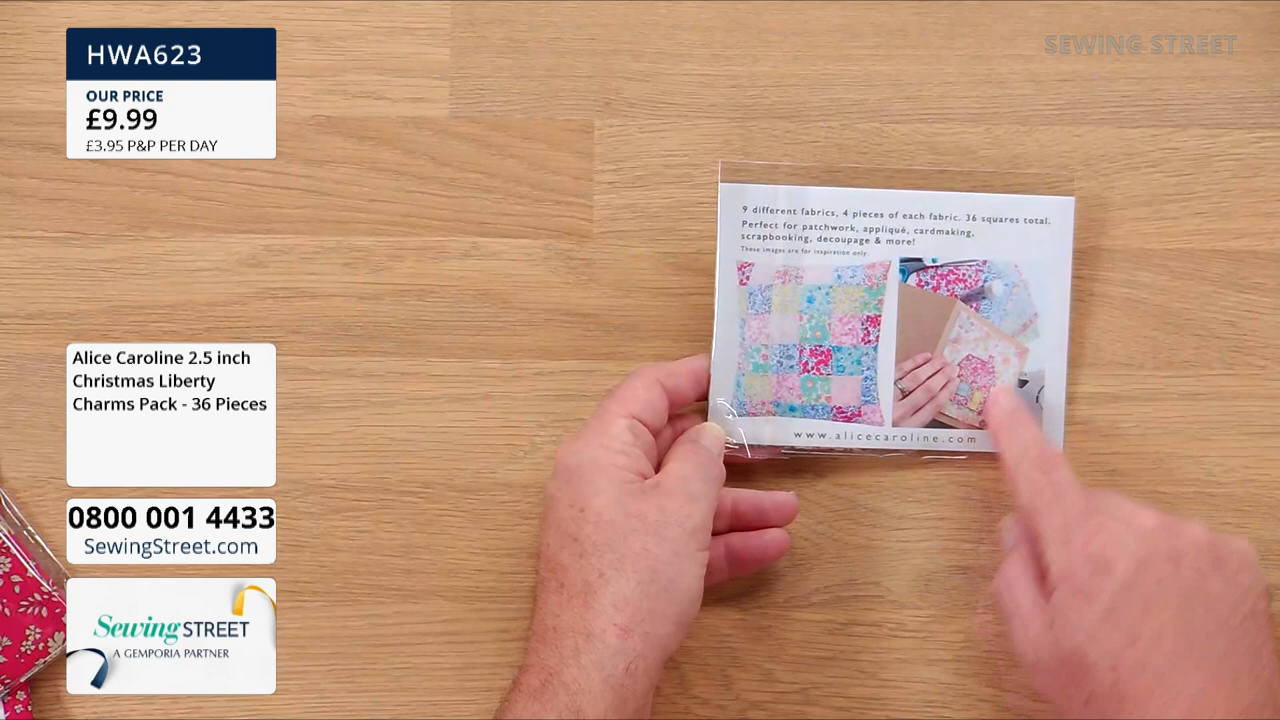 HWA623
OUR PRICE
£9.99
£3.95 P&P PER DAY
SEWING STREET
9 different fabrics, 4 pieces of each fabric. 36 squares total.
Perfect for patchwork, appliqué, cardmaking,
scrapbooking, decoupage & more!
These images are for inspiration only.
www.alicecaroline.com
Alice Caroline 2.5 inch
Christmas Liberty
Charms Pack - 36 Pieces
0800 001 4433
SewingStreet.com
Sewing STREET
A GEMPORIA PARTNER